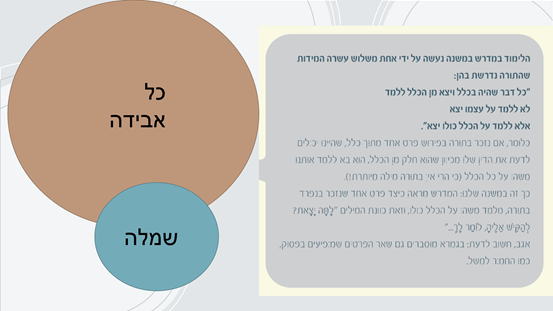 הלימוד במדרש במשנה נעשה על ידי אחת משלוש עשרה המידות
שהתורה נדרשת בהן:
"כל דבר שהיה בכלל ויצא מן הכלל ללמד
לא ללמד על עצמו יצא
אלא ללמד על הכלל כולו יצא".
כלומר, אם נזכר בתורה בפירוש פרט אחד מתוך כלל, שהיינו יכלים
לדעת את הדין שלו מכיון שהוא חלק מן הכלל, הוא בא ללמד אותנו
משהו על כל הכלל (כי הרי אין בתורה מילה מיותרת!).
כך זה במשנה שלנו: המדרש מראה כיצד פרט אחד שנזכר בנפרד
בתורה, מלמד משהו על הכלל כולו, וזאת כוונת המילים "לָמָּה יָצָאת?
לְהַקִּישׁ אֵלֶיהָ, לוֹמַר לָךְ..."
אגב, חשוב לדעת: בגמרא מוסברים גם שאר הפרטים שמופיעים בפסוק,
כמו החמור למשל.
כל
אבידה
שמלה